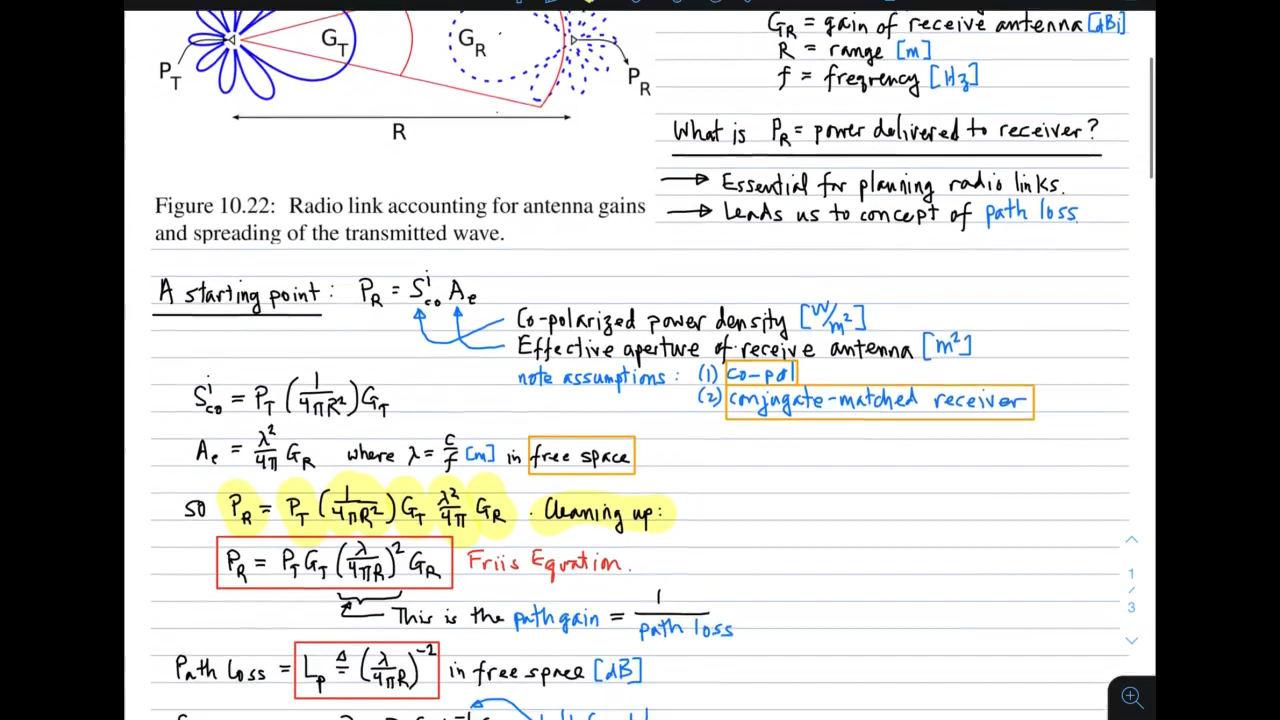 G_R = gain of receive antenna [dBi]
R = range [m]
f = freqrency [Hz]
P_T
G_T
G_R
P_R
R
What is P_R = power delivered to receiver?
→ Essential for planning radio links.
→ Leads us to concept of path loss
Figure 10.22: Radio link accounting for antenna gains
and spreading of the transmitted wave.
A starting point: P_R = S^i_co A_e
Co-polarized power density [W/m²]
Effective aperture of receive antenna [m²]
note assumptions: (1) co-pol
(2) conjugate-matched receiver
S^i_co = P_T (1/4πR²) G_T
A_e = λ²/4π G_R where λ = c/f [m] in free space
so P_R = P_T (1/4πR²) G_T λ²/4π G_R. Cleaning up:
P_R = P_T G_T (λ/4πR)² G_R Friis Eqration.
This is the path gain = 1/path loss
Path Loss = L_p ≜ (λ/4πR)^-2 in free space [dB]
1
/
3